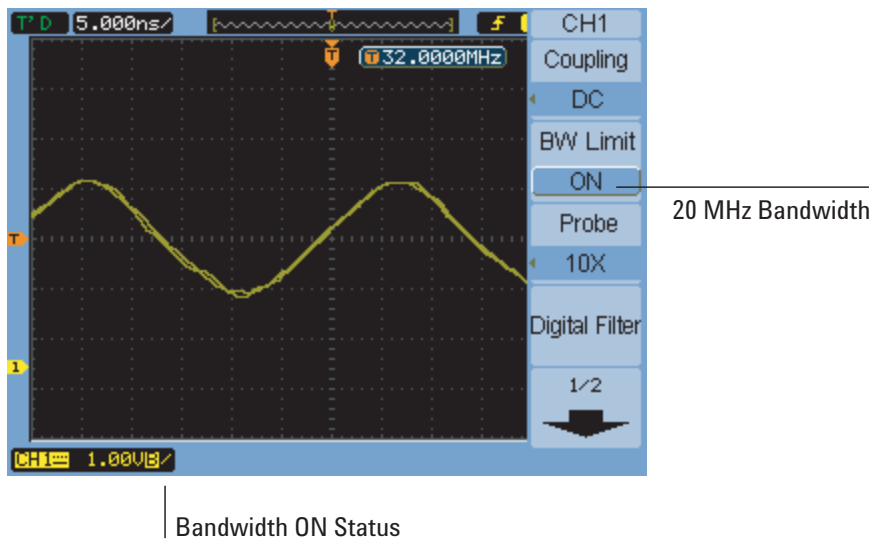 T'D 5.000ns/
CH1
T 32.0000MHz
T
Coupling
DC
BW Limit
ON
20 MHz Bandwidth
Probe
T
10X
Digital Filter
1
1/2
CH1 1.00V B/
Bandwidth ON Status